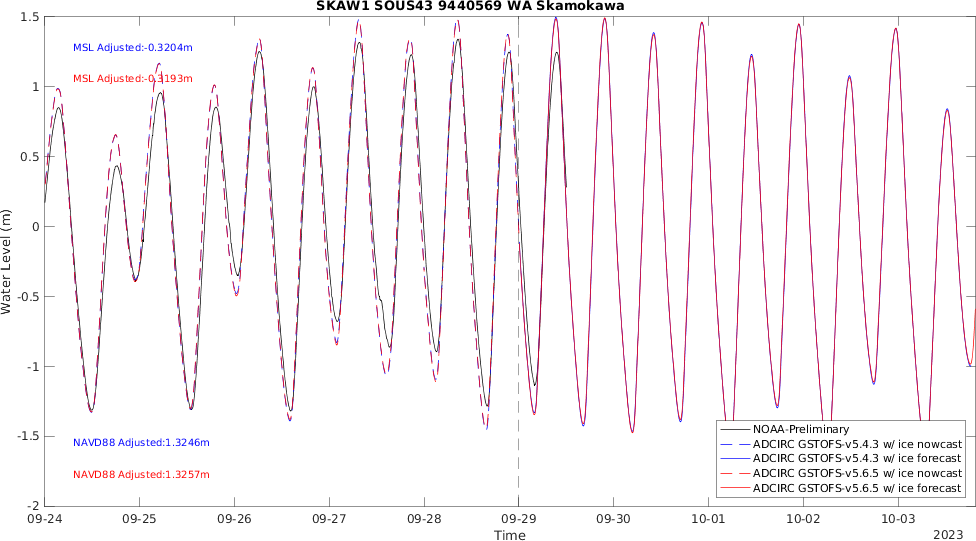 SKAW1 SOUS43 9440569 WA Skamokawa
MSL Adjusted:-0.3204m
MSL Adjusted:-0.3193m
NAVD88 Adjusted:1.3246m
NAVD88 Adjusted:1.3257m
Water Level (m)
1.5
1
0.5
0
-0.5
-1
-1.5
-2
NOAA-Preliminary
ADCIRC GSTOFS-v5.4.3 w/ ice nowcast
ADCIRC GSTOFS-v5.4.3 w/ ice forecast
ADCIRC GSTOFS-v5.6.5 w/ ice nowcast
ADCIRC GSTOFS-v5.6.5 w/ ice forecast
09-24 09-25 09-26 09-27 09-28 09-29 09-30 10-01 10-02 10-03
Time
2023